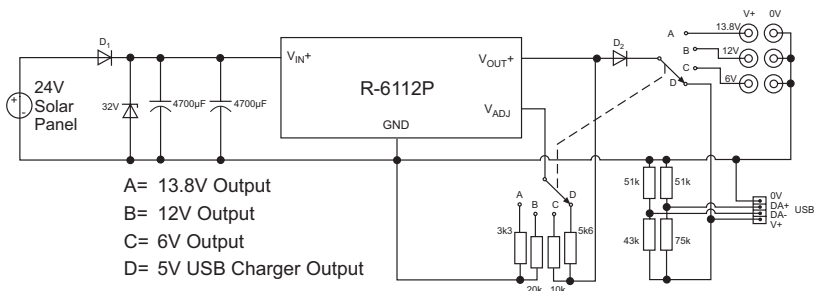 V+ 0V
A 13.8V
D1 D2
VIN+ VOUT+
B 12V
C 6V
D
24V
Solar
Panel
+
-
32V
4700µF 4700µF
R-6112P
VADJ
GND
A= 13.8V Output
B= 12V Output
C= 6V Output
D= 5V USB Charger Output
A B C D
3k3 5k6
20k 10k
51k 51k
43k 75k
0V
DA+
DA-
V+
USB